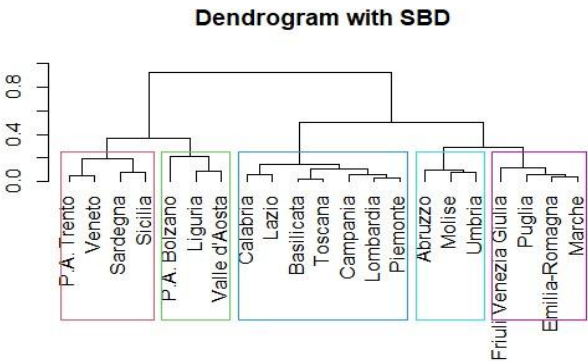 Dendrogram with SBD
0.8
0.4
0.0
P.A. Trento
Veneto
Sardegna
Sicilia
P.A. Bolzano
Liguria
Valle d'Aosta
Calabria
Lazio
Basilicata
Toscana
Campania
Lombardia
Piemonte
Abruzzo
Molise
Umbria
Friuli Venezia Giulia
Puglia
Emilia-Romagna
Marche